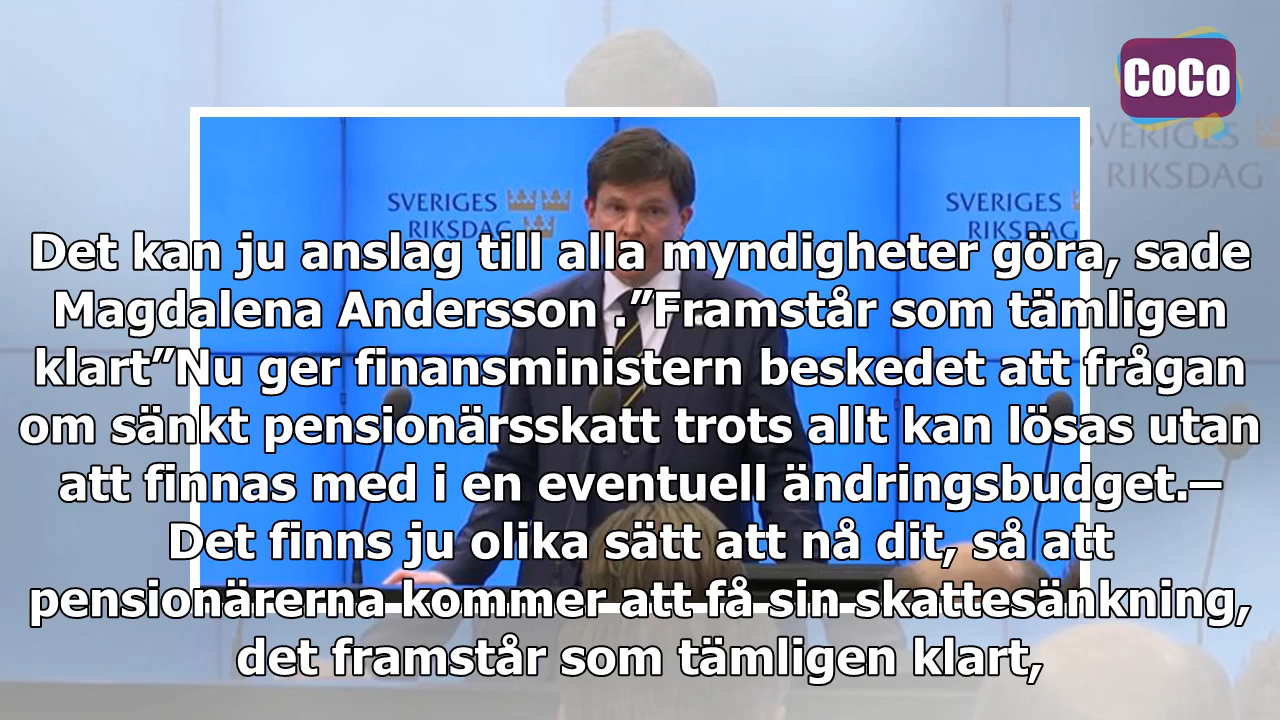 CoCo
SVERIGES
RIKSDAG
SVERIGES
RIKSDAG
SVERIGES
RIKSDAG
Det kan ju anslag till alla myndigheter göra, sade
Magdalena Andersson .”Framstår som tämligen
klart”Nu ger finansministern beskedet att frågan
om sänkt pensionärsskatt trots allt kan lösas utan
att finnas med i en eventuell ändringsbudget.–
Det finns ju olika sätt att nå dit, så att
pensionärerna kommer att få sin skattesänkning,
det framstår som tämligen klart,